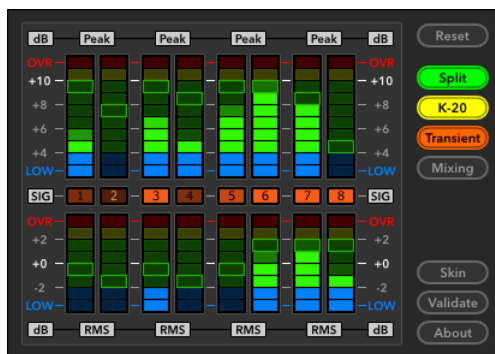 dB Peak Peak Peak Peak dB Reset
OVR OVR
+10 +10 Split
+8 +8 K-20
+6 +6 Transient
+4 +4
LOW LOW Mixing
SIG 1 2 3 4 5 6 7 8 SIG
OVR OVR
+2 +2
+0 +0 Skin
-2 -2
LOW LOW Validate
dB RMS RMS RMS RMS dB About